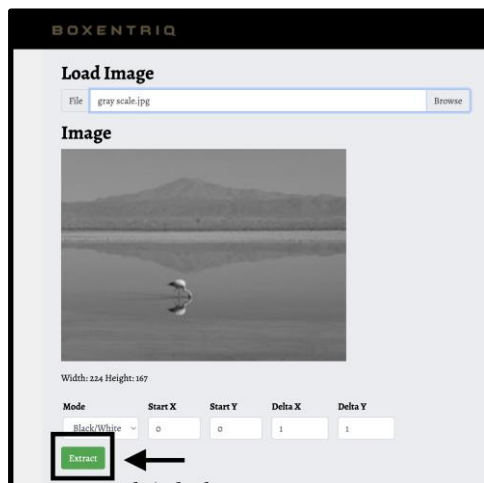 BOXENTRIQ
Load Image
File gray scale.jpg Browse
Image
Width: 224 Height: 167
Mode Start X Start Y Delta X Delta Y
Black/White 0 0 1 1
Extract